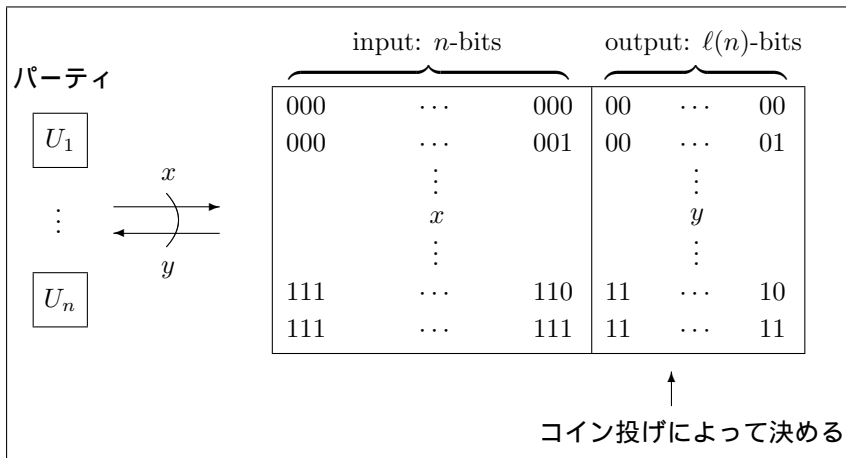 input: n-bits output: ℓ(n)-bits
パーティ
000 ⋯ 000 00 ⋯ 00
U₁
000 ⋯ 001 00 ⋯ 01
x
⋮ ⋮
⋮ x y
y
⋮ ⋮
Uₙ
111 ⋯ 110 11 ⋯ 10
111 ⋯ 111 11 ⋯ 11
コイン投げによって決める